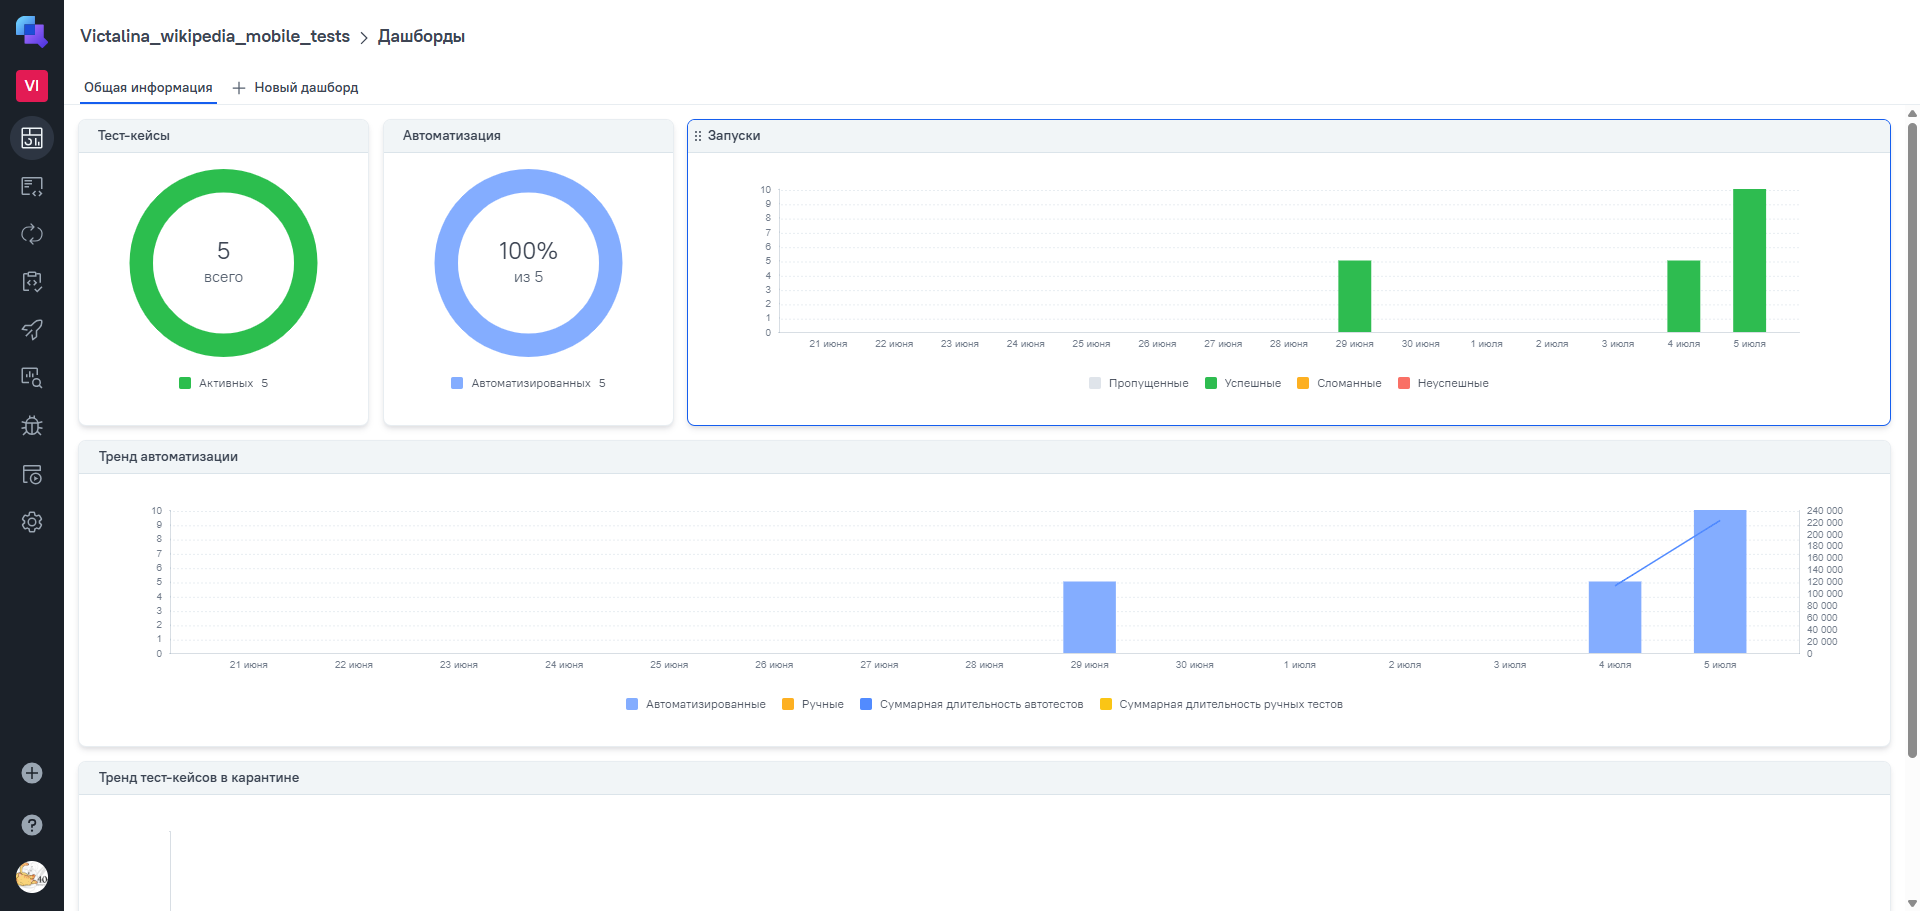 Victalina_wikipedia_mobile_tests > Дашборды
VI
Общая информация
+ Новый дашборд
Тест-кейсы
5
всего
Активных 5
Автоматизация
100%
из 5
Автоматизированных 5
Запуски
10
9
8
7
6
5
4
3
2
1
0
21 июня 22 июня 23 июня 24 июня 25 июня 26 июня 27 июня 28 июня 29 июня 30 июня 1 июля 2 июля 3 июля 4 июля 5 июля
Пропущенные Успешные Сломанные Неуспешные
Тренд автоматизации
10
9
8
7
6
5
4
3
2
1
0
240 000
220 000
200 000
180 000
160 000
140 000
120 000
100 000
80 000
60 000
40 000
20 000
0
21 июня 22 июня 23 июня 24 июня 25 июня 26 июня 27 июня 28 июня 29 июня 30 июня 1 июля 2 июля 3 июля 4 июля 5 июля
Автоматизированные Ручные Суммарная длительность автотестов Суммарная длительность ручных тестов
Тренд тест-кейсов в карантине